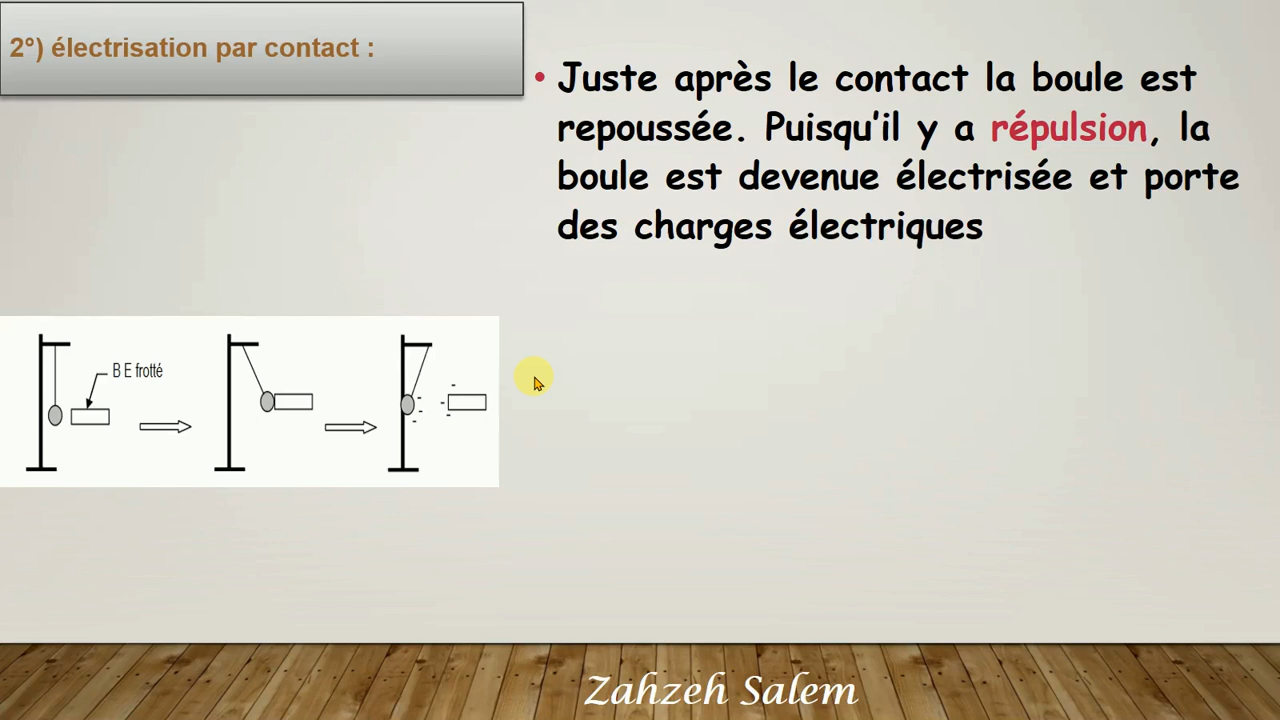 2°) électrisation par contact :
• Juste après le contact la boule est
repoussée. Puisqu'il y a répulsion, la
boule est devenue électrisée et porte
des charges électriques
B E frotté
Zahzeh Salem